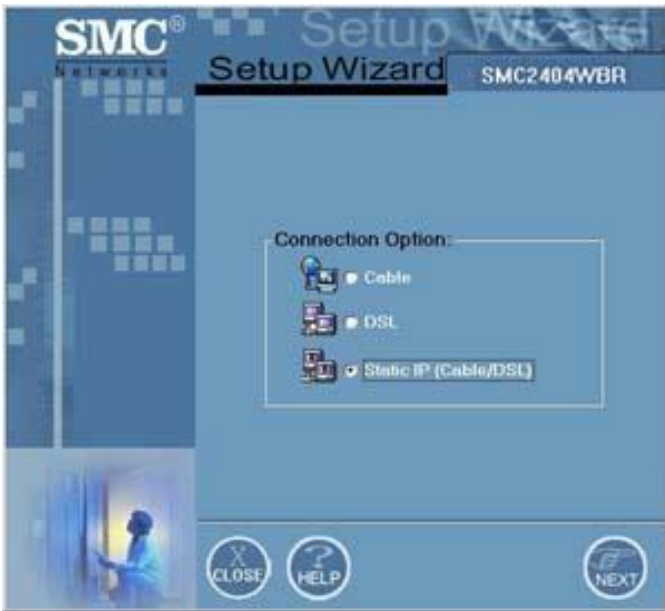 SMC®
Networks
Setup Wizard
Setup Wizard
SMC2404WBR
Connection Option:
Cable
DSL
Static IP (Cable/DSL)
X
CLOSE
?
HELP
NEXT